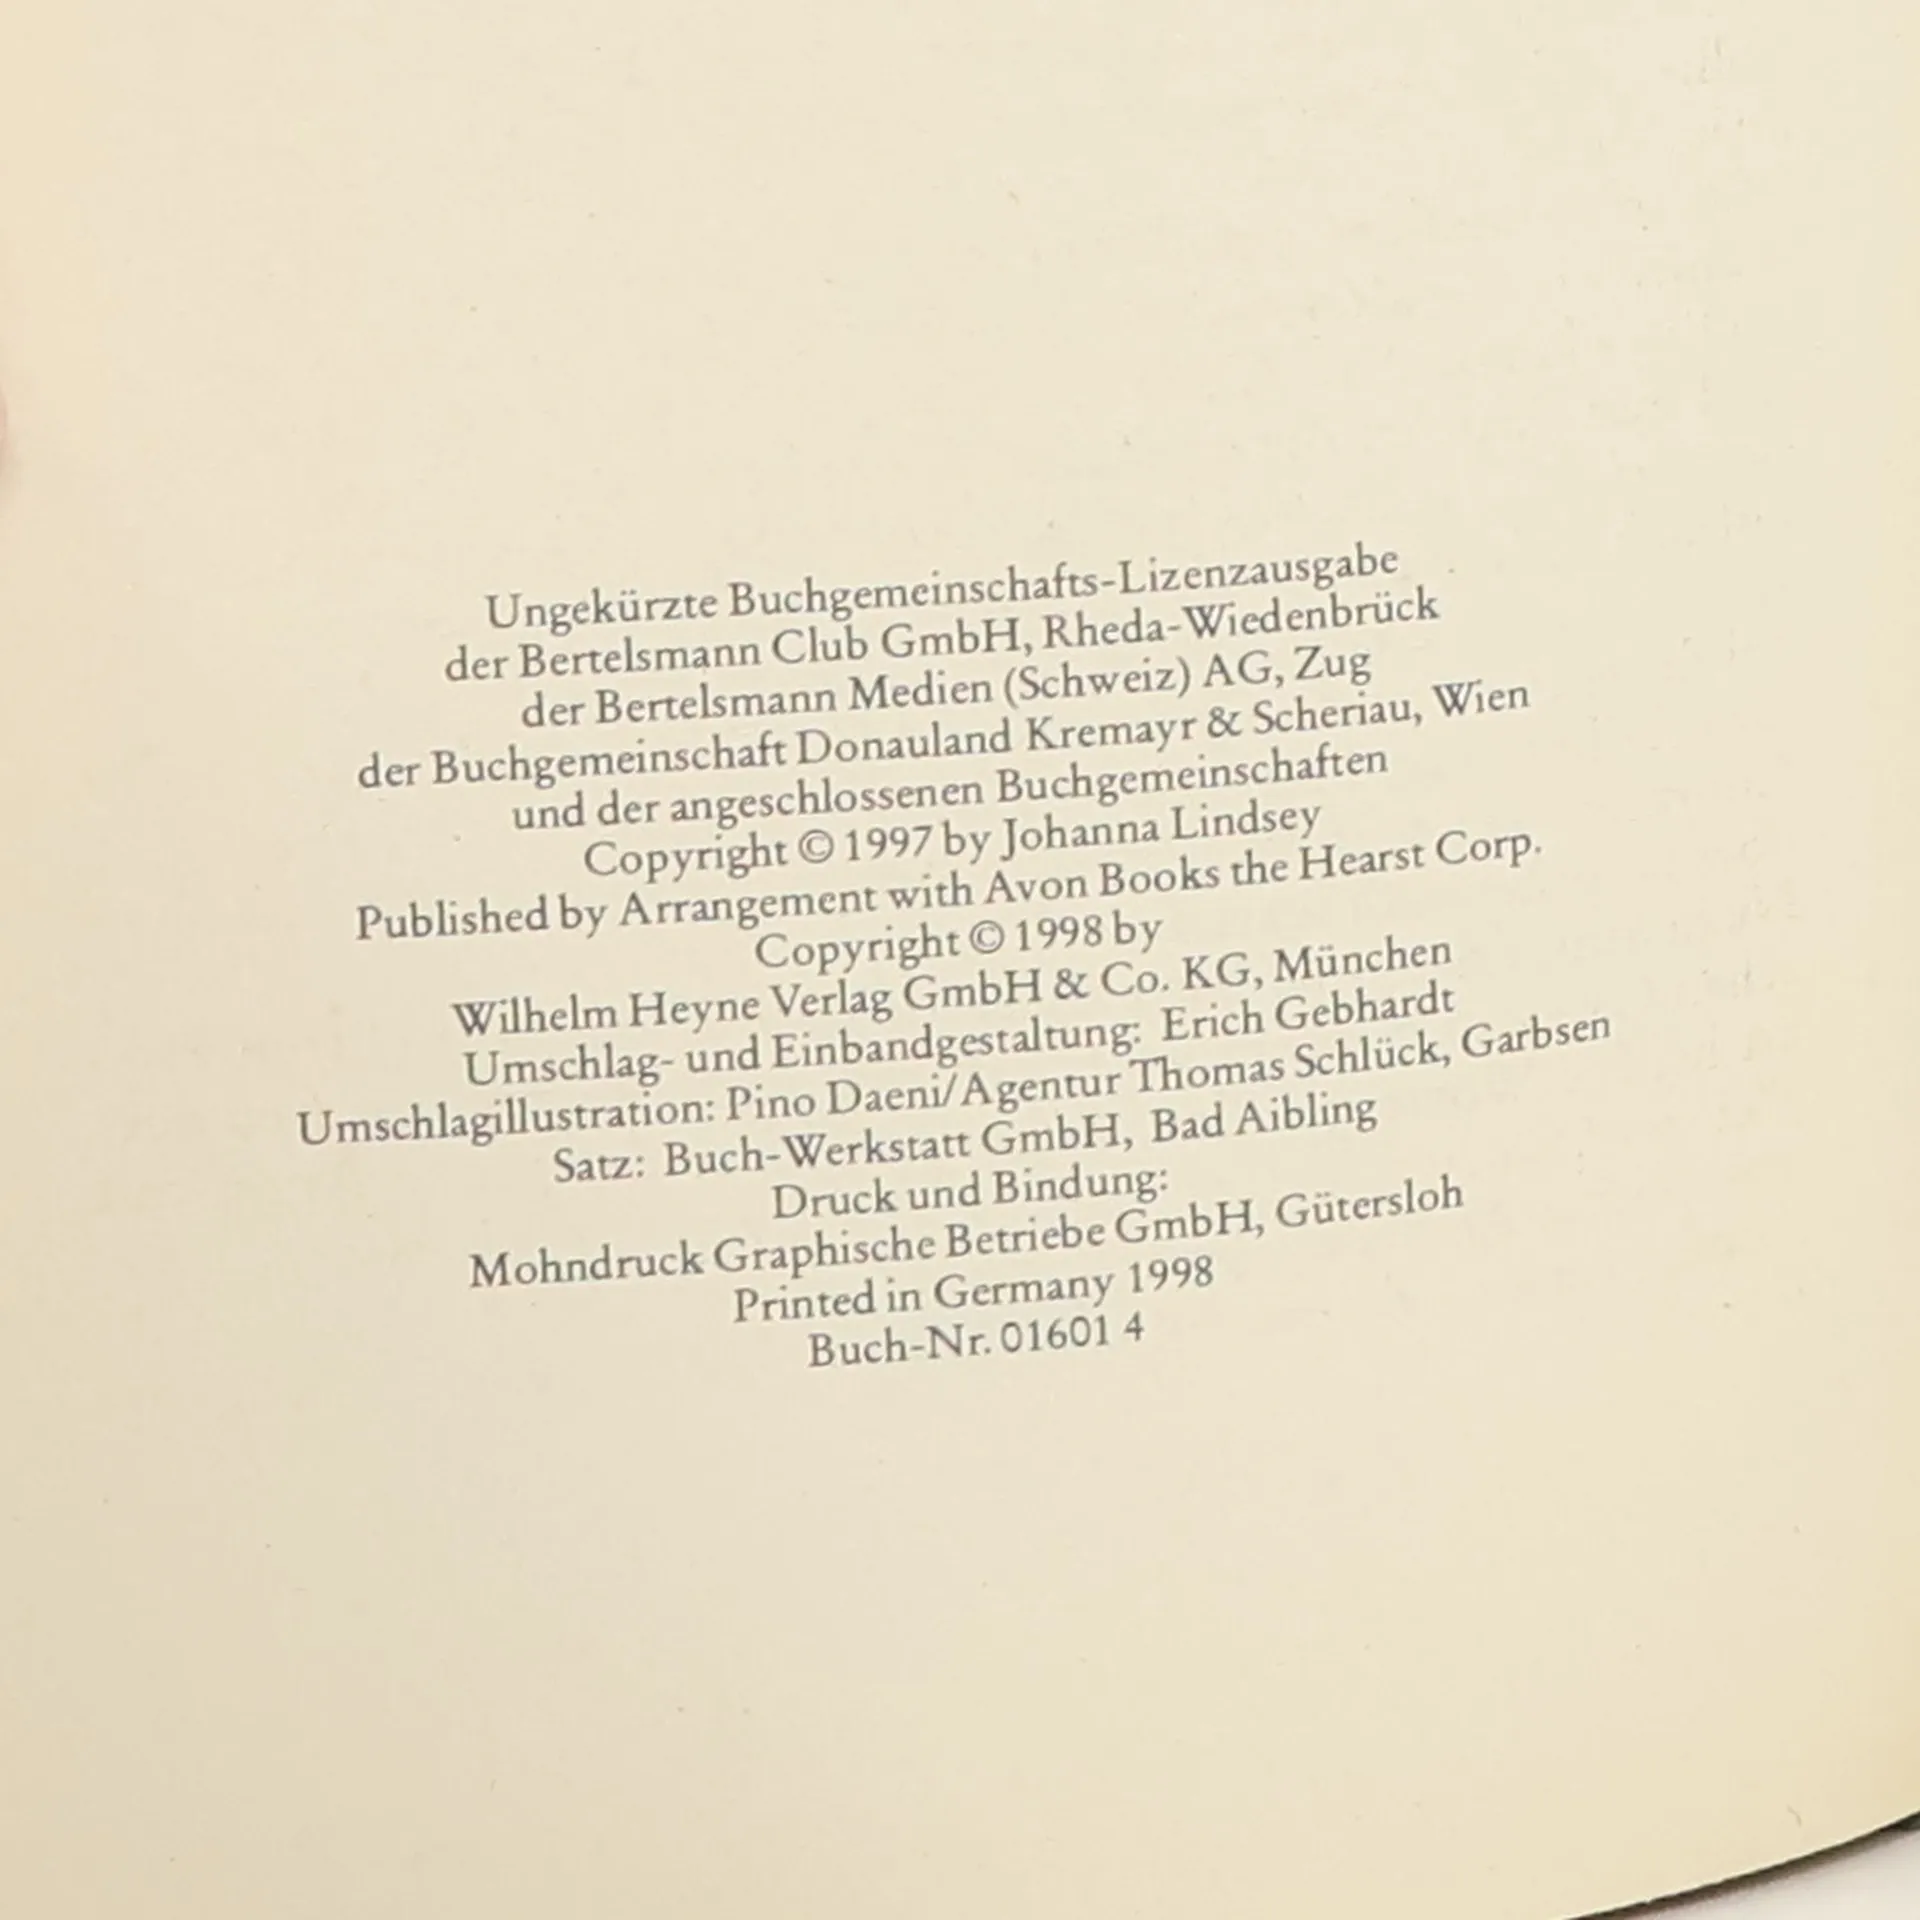 Ungekürzte Buchgemeinschafts-Lizenzausgabe
der Bertelsmann Club GmbH, Rheda-Wiedenbrück
der Bertelsmann Medien (Schweiz) AG, Zug
der Buchgemeinschaft Donauland Kremayr & Scheriau, Wien
und der angeschlossenen Buchgemeinschaften
Copyright © 1997 by Johanna Lindsey
Published by Arrangement with Avon Books the Hearst Corp.
Copyright © 1998 by
Wilhelm Heyne Verlag GmbH & Co. KG, München
Umschlag- und Einbandgestaltung: Erich Gebhardt
Umschlagillustration: Pino Daeni/Agentur Thomas Schlück, Garbsen
Satz: Buch-Werkstatt GmbH, Bad Aibling
Druck und Bindung:
Mohndruck Graphische Betriebe GmbH, Gütersloh
Printed in Germany 1998
Buch-Nr. 01601 4